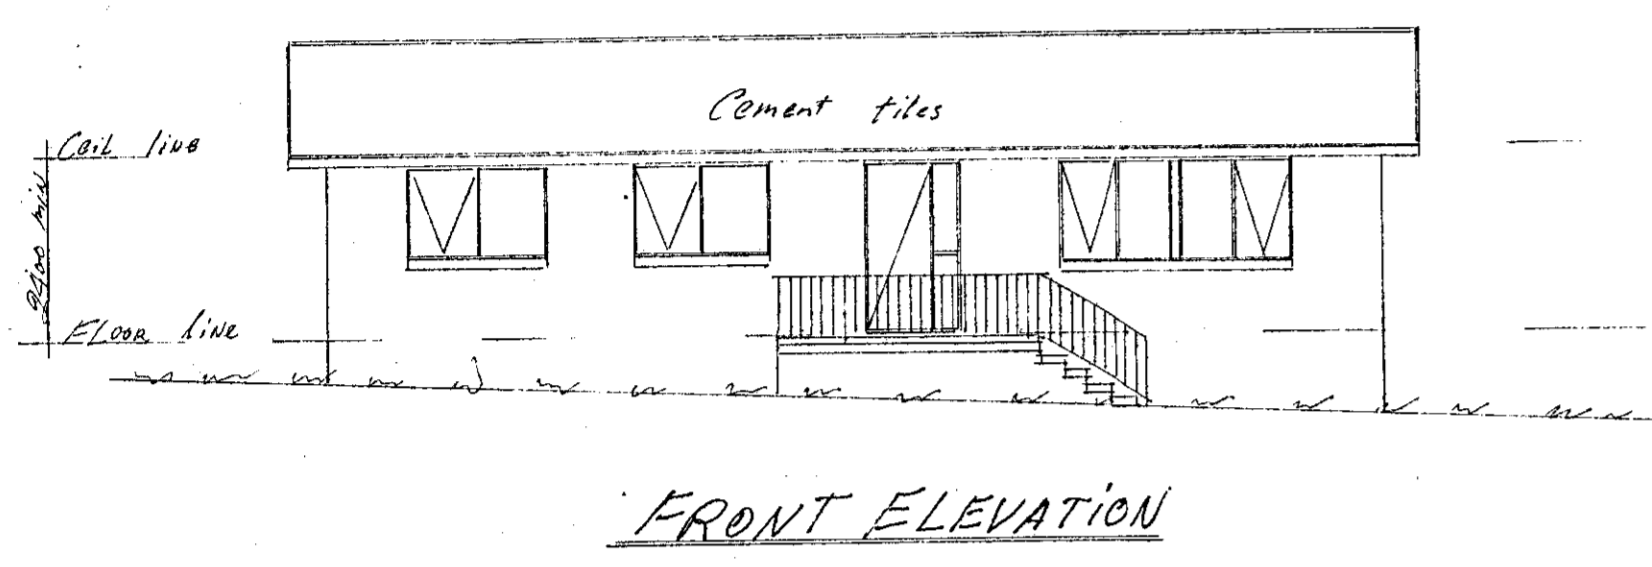 Cement tiles
Ceil line
2400 min
FLOOR line
FRONT ELEVATION